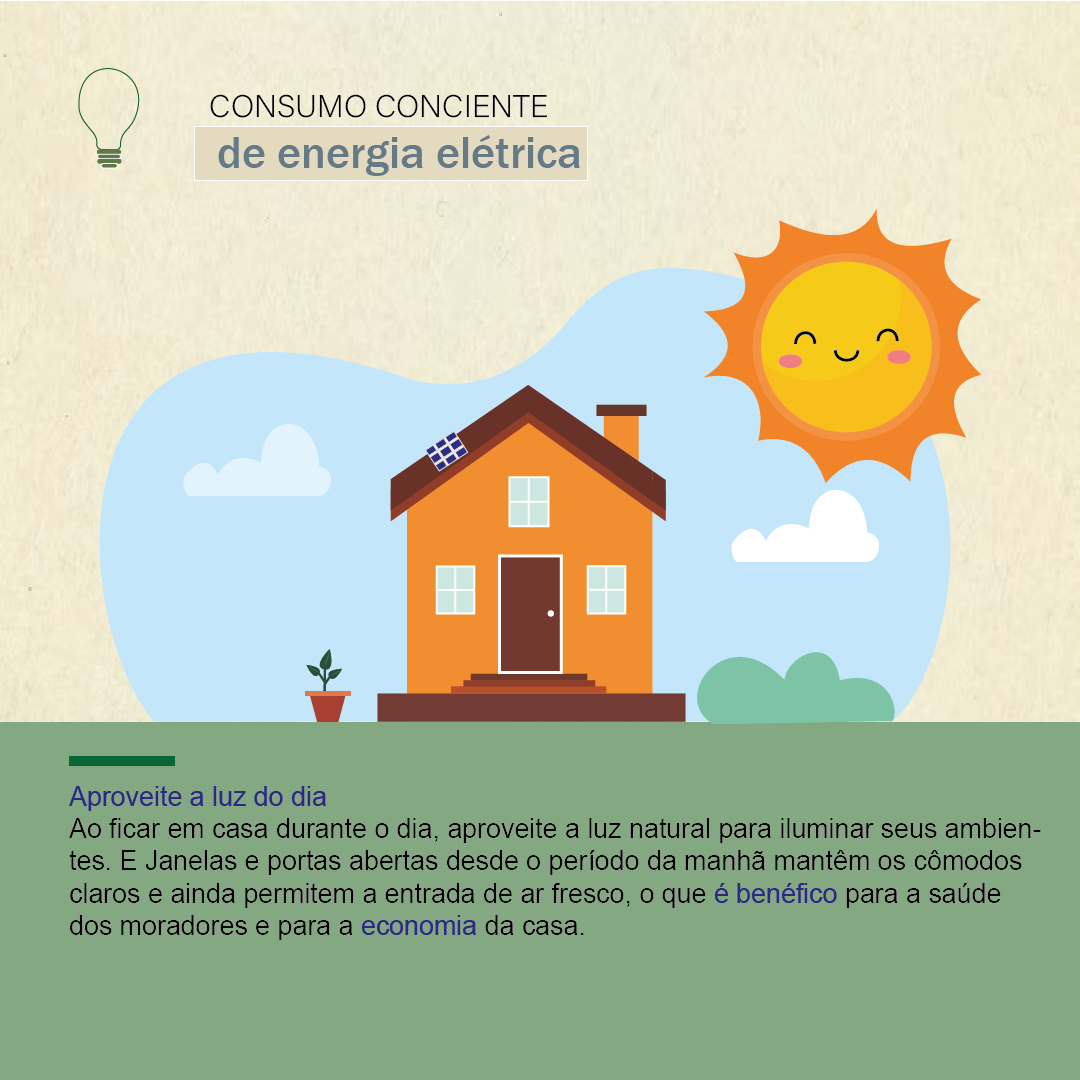 CONSUMO CONCIENTE
de energia elétrica
Aproveite a luz do dia
Ao ficar em casa durante o dia, aproveite a luz natural para iluminar seus ambien-
tes. E Janelas e portas abertas desde o período da manhã mantêm os cômodos
claros e ainda permitem a entrada de ar fresco, o que é benéfico para a saúde
dos moradores e para a economia da casa.